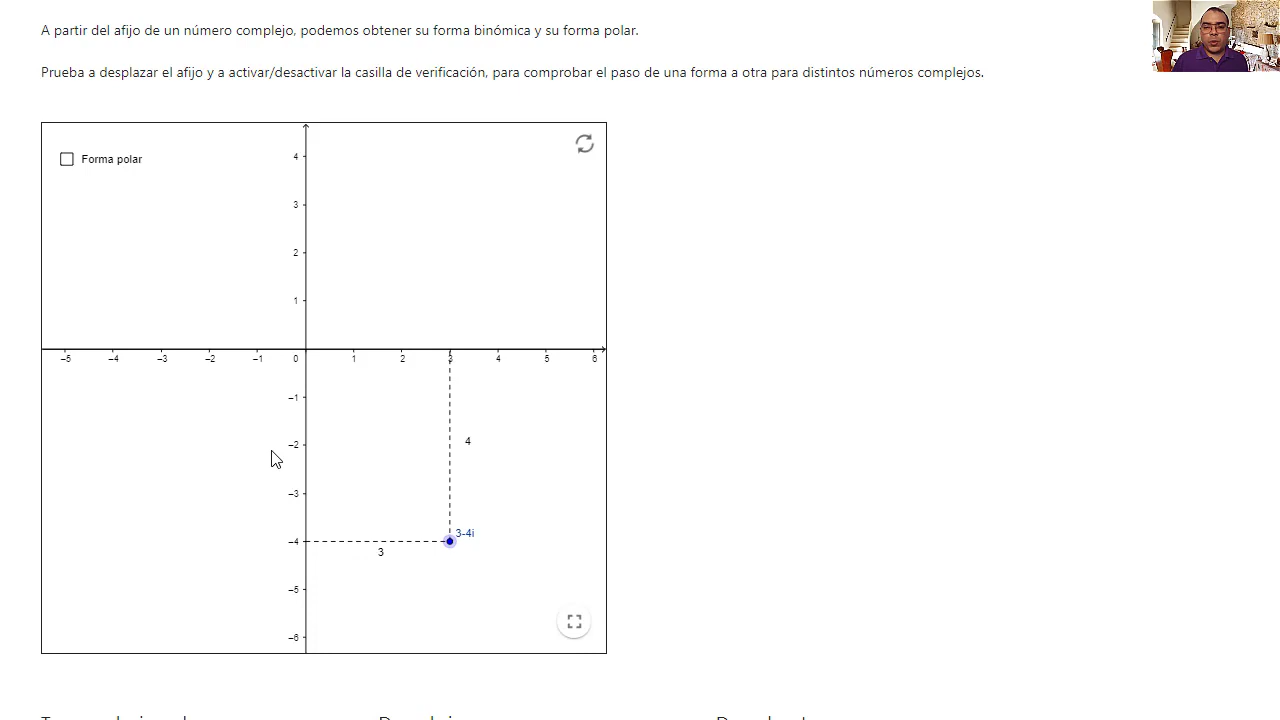 A partir del afijo de un número complejo, podemos obtener su forma binómica y su forma polar.
Prueba a desplazar el afijo y a activar/desactivar la casilla de verificación, para comprobar el paso de una forma a otra para distintos números complejos.
Forma polar
4
3
2
1
–5 –4 –3 –2 –1 0 1 2 3 4 5 6
–1
4
–2
–3
3-4i
–4
3
–5
–6